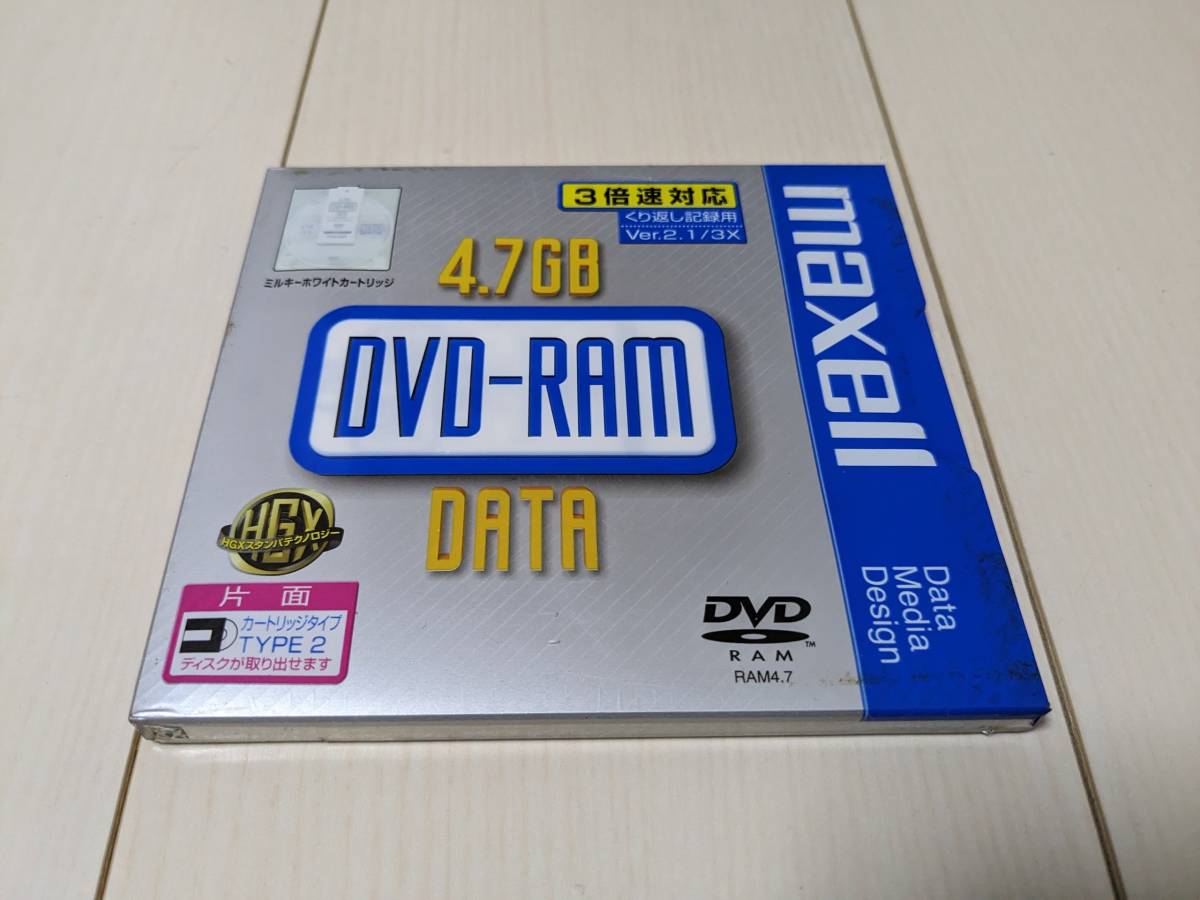 3倍速対応
くり返し記録用
Ver.2.1/3X
ミルキーホワイトカートリッジ
4.7GB
DVD-RAM
DATA
maxell
Data
Media
Design
HGX
HGXスタンパテクノロジー
片面
カートリッジタイプ
TYPE 2
ディスクが取り出せます
DVD
TM
RAM
RAM4.7